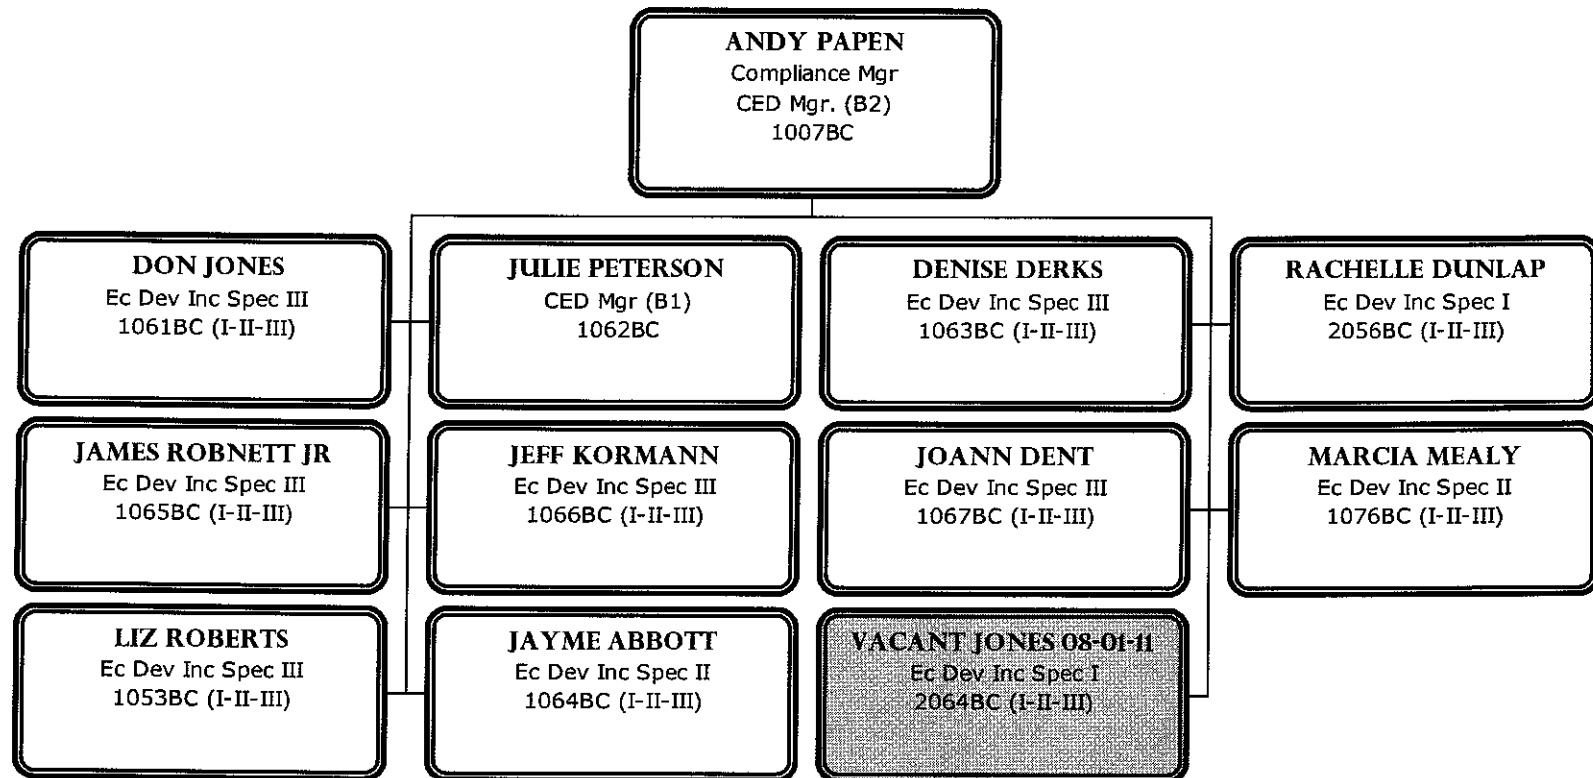 ANDY PAPEN
Compliance Mgr
CED Mgr. (B2)
1007BC
DON JONES
Ec Dev Inc Spec III
1061BC (I-II-III)
JULIE PETERSON
CED Mgr (B1)
1062BC
DENISE DERKS
Ec Dev Inc Spec III
1063BC (I-II-III)
RACHELLE DUNLAP
Ec Dev Inc Spec I
2056BC (I-II-III)
JAMES ROBNETT JR
Ec Dev Inc Spec III
1065BC (I-II-III)
JEFF KORMANN
Ec Dev Inc Spec III
1066BC (I-II-III)
JOANN DENT
Ec Dev Inc Spec III
1067BC (I-II-III)
MARCIA MEALY
Ec Dev Inc Spec II
1076BC (I-II-III)
LIZ ROBERTS
Ec Dev Inc Spec III
1053BC (I-II-III)
JAYME ABBOTT
Ec Dev Inc Spec II
1064BC (I-II-III)
VACANT JONES 08-01-11
Ec Dev Inc Spec I
2064BC (I-II-III)